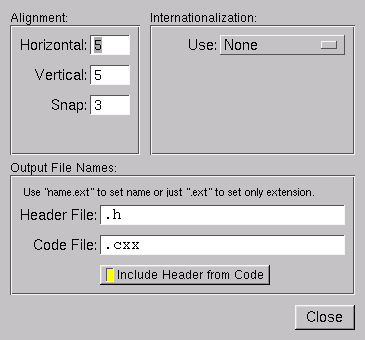 Alignment:
Internationalization:
Horizontal: 5
Use: None
Vertical: 5
Snap: 3
Output File Names:
Use "name.ext" to set name or just ".ext" to set only extension.
Header File: .h
Code File: .cxx
Include Header from Code
Close